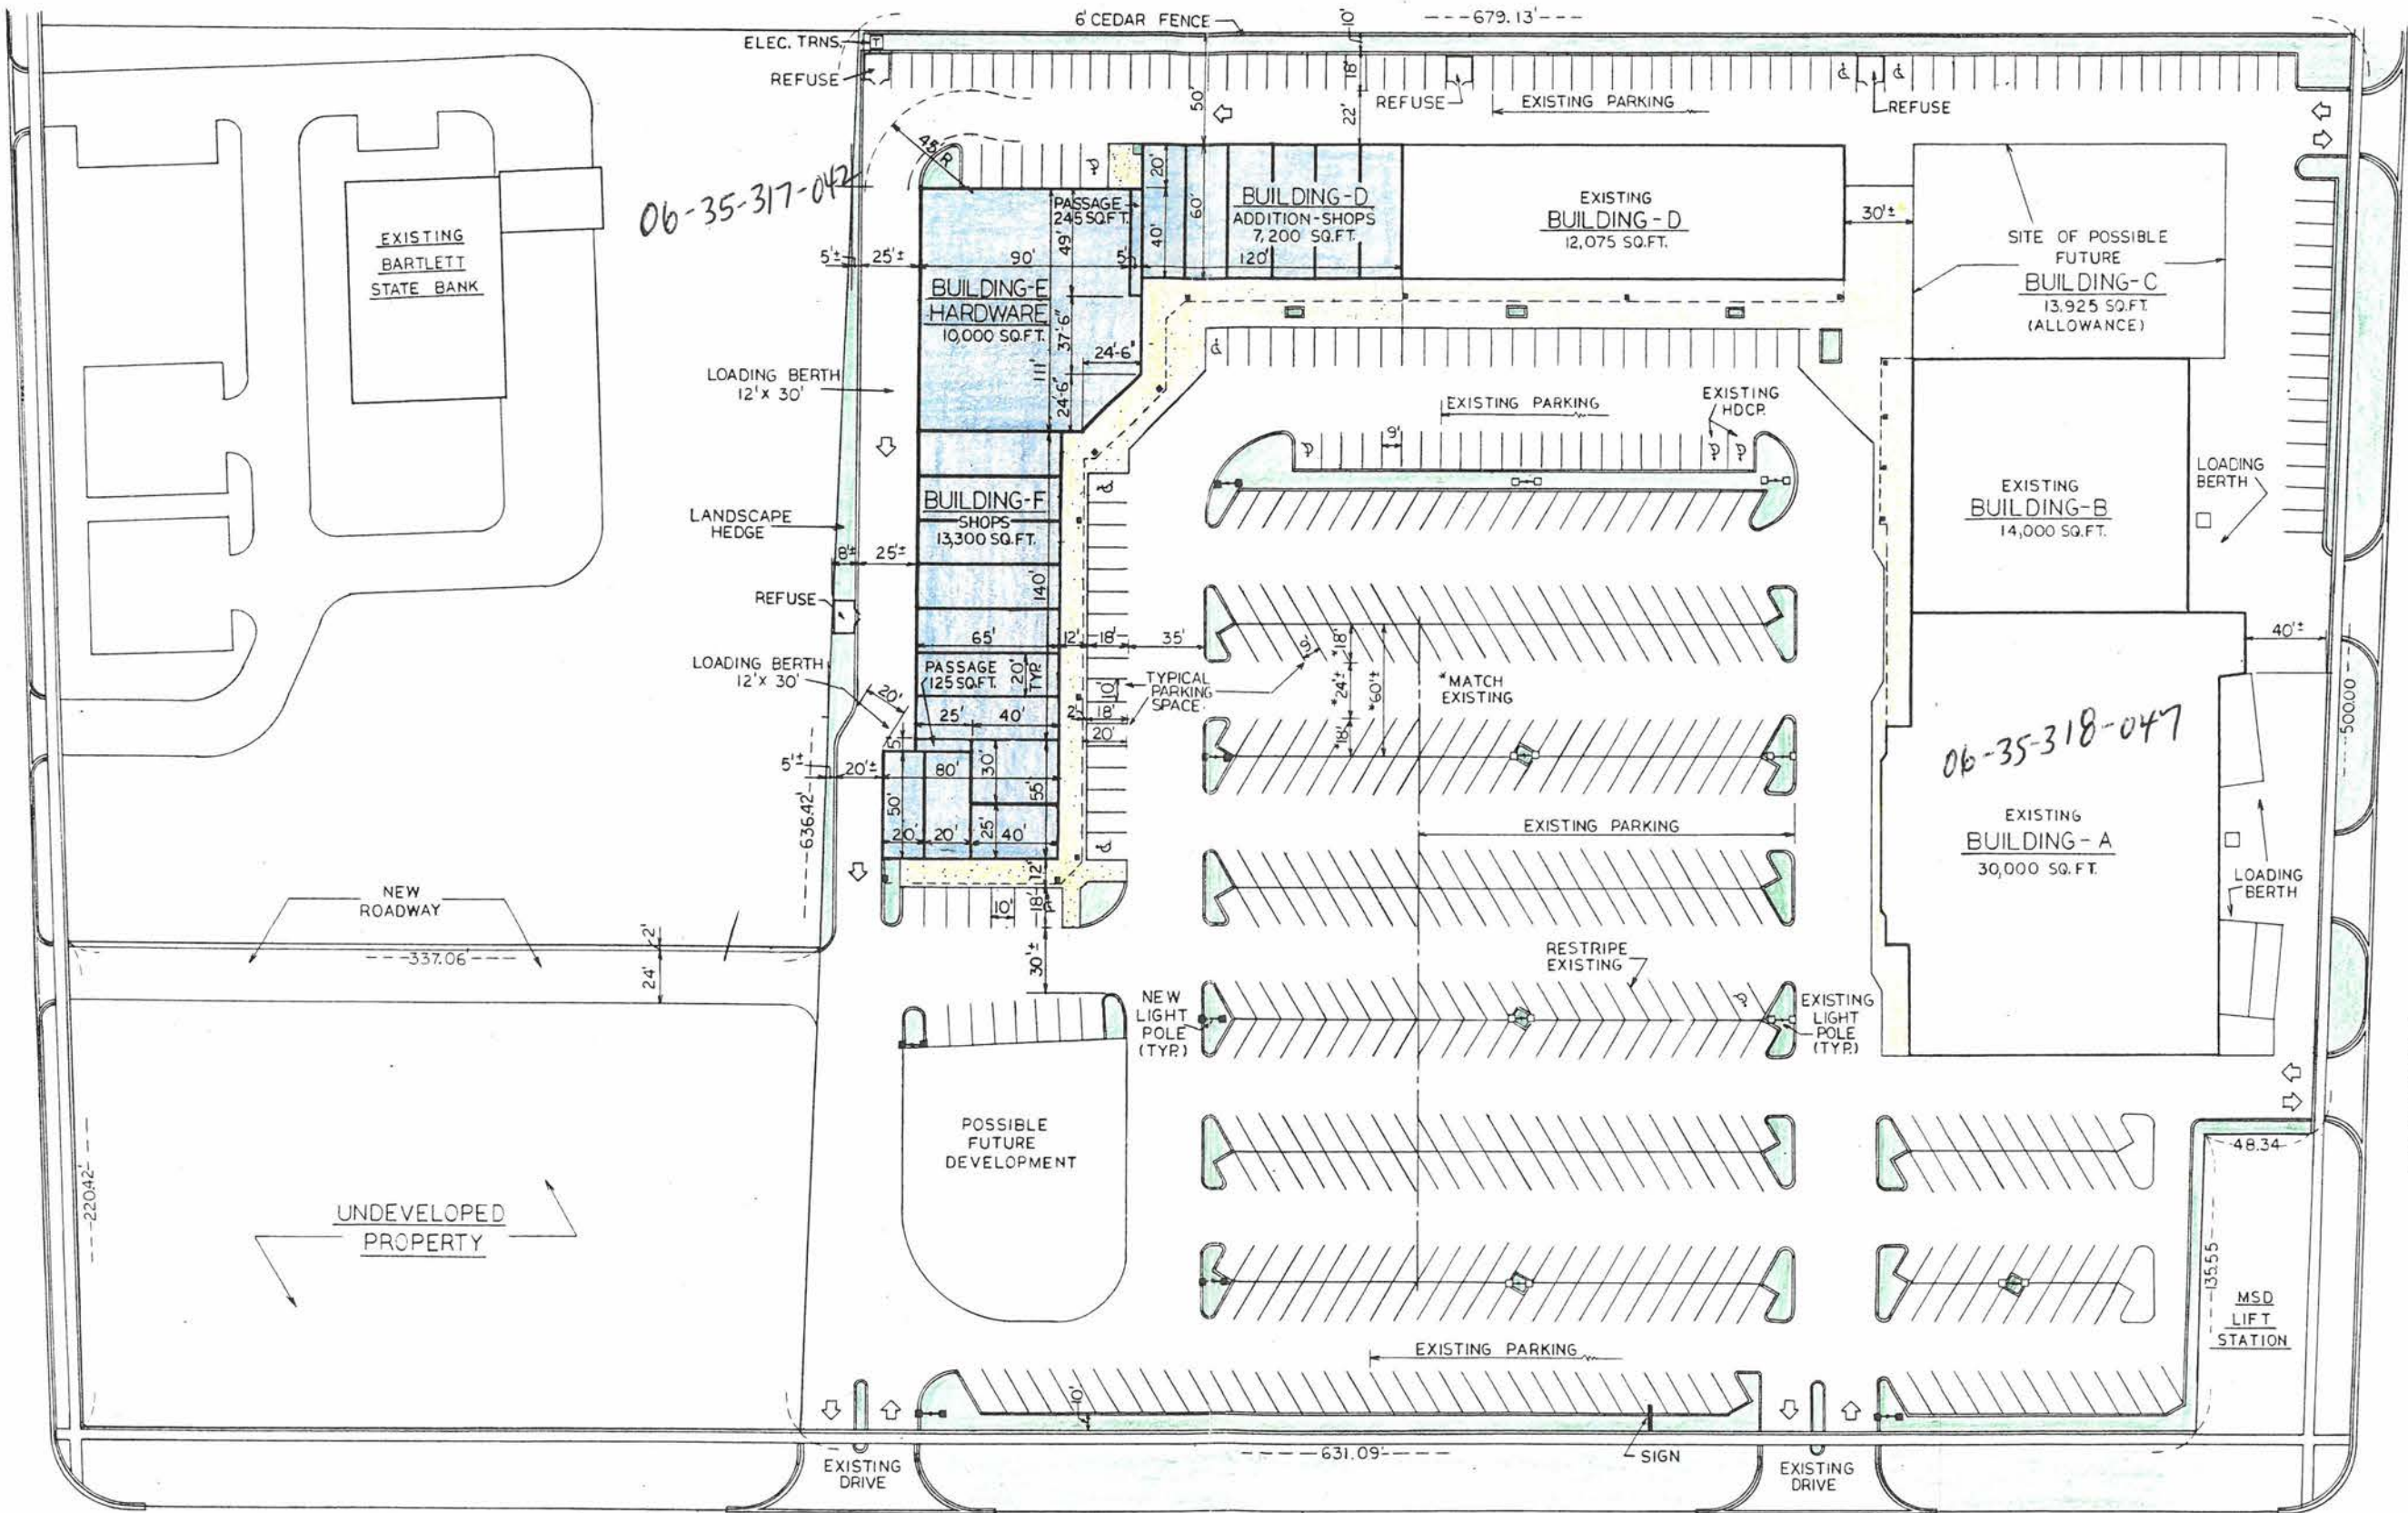 6' CEDAR FENCE
10'
---679.13'---
ELEC. TRNS.
T
REFUSE
18'
50'
22'
REFUSE
EXISTING PARKING
REFUSE
45' R
06-35-317-042
EXISTING
BARTLETT
STATE BANK
5'±
25'±
90'
PASSAGE
245 SQ.FT.
49'
20'
40'
60'
5'
BUILDING-D
ADDITION-SHOPS
7,200 SQ.FT.
120'
EXISTING
BUILDING-D
12,075 SQ.FT.
30'±
SITE OF POSSIBLE
FUTURE
BUILDING-C
13,925 SQ.FT.
(ALLOWANCE)
BUILDING-E
HARDWARE
10,000 SQ.FT.
37'-6"
111'
24'-6"
24'-6"
LOADING BERTH
12' x 30'
EXISTING PARKING
EXISTING
HDCP.
9'
BUILDING-F
SHOPS
13,300 SQ.FT.
LANDSCAPE
HEDGE
8'±
25'±
140'
EXISTING
BUILDING-B
14,000 SQ.FT.
LOADING
BERTH
REFUSE
65'
12'
18'
35'
9'
*18'
*24'±
*60'±
*18'
*MATCH
EXISTING
40'±
LOADING BERTH
12' x 30'
20'
PASSAGE
125 SQ.FT.
20'
TYP.
TYPICAL
PARKING
SPACE
10'
25'
40'
2'
18'
20'
5'
5'±
20'±
80'
30'
55'
50'
20'
20'
25'
40'
500.00
06-35-318-047
EXISTING
BUILDING-A
30,000 SQ.FT.
LOADING
BERTH
EXISTING PARKING
636.42'
12'
18'
10'
30'±
NEW
ROADWAY
2'
---337.06'---
24'
RESTRIPE
EXISTING
NEW
LIGHT
POLE
(TYP.)
EXISTING
LIGHT
POLE
(TYP.)
POSSIBLE
FUTURE
DEVELOPMENT
220.42'
UNDEVELOPED
PROPERTY
48.34
135.55
MSD
LIFT
STATION
EXISTING PARKING
10'
---631.09'---
SIGN
EXISTING
DRIVE
EXISTING
DRIVE